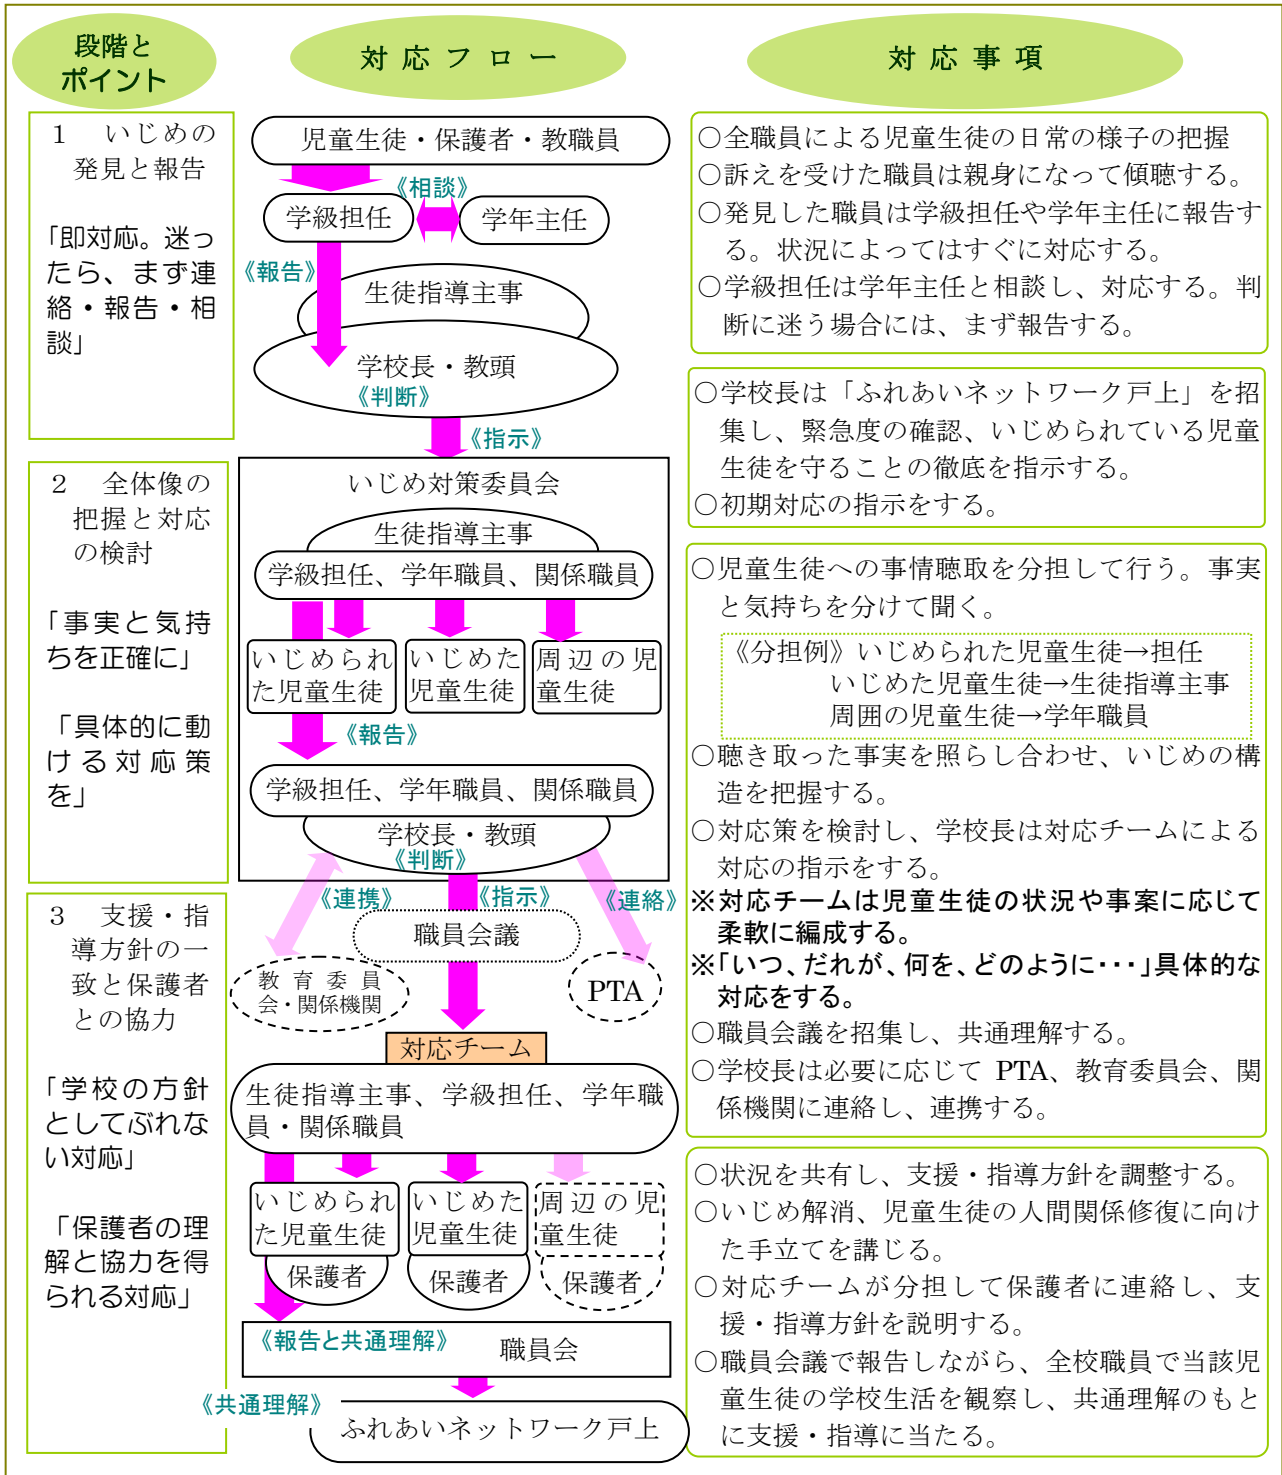 段階と
ポイント
対応フロー
対応事項
1　いじめの
発見と報告
「即対応。迷っ
たら、まず連
絡・報告・相
談」
児童生徒・保護者・教職員
《相談》
学級担任
学年主任
《報告》
生徒指導主事
学校長・教頭
《判断》
《指示》
○全職員による児童生徒の日常の様子の把握
○訴えを受けた職員は親身になって傾聴する。
○発見した職員は学級担任や学年主任に報告す
る。状況によってはすぐに対応する。
○学級担任は学年主任と相談し、対応する。判
断に迷う場合には、まず報告する。
○学校長は「ふれあいネットワーク戸上」を招
集し、緊急度の確認、いじめられている児童
生徒を守ることの徹底を指示する。
○初期対応の指示をする。
2　全体像の
把握と対応
の検討
「事実と気持
ちを正確に」
「具体的に動
ける対応策
を」
いじめ対策委員会
生徒指導主事
学級担任、学年職員、関係職員
いじめられ
た児童生徒
いじめた
児童生徒
周辺の児
童生徒
《報告》
学級担任、学年職員、関係職員
学校長・教頭
《判断》
○児童生徒への事情聴取を分担して行う。事実
と気持ちを分けて聞く。
《分担例》いじめられた児童生徒→担任
いじめた児童生徒→生徒指導主事
周囲の児童生徒→学年職員
○聴き取った事実を照らし合わせ、いじめの構
造を把握する。
○対応策を検討し、学校長は対応チームによる
対応の指示をする。
※対応チームは児童生徒の状況や事案に応じて
柔軟に編成する。
※「いつ、だれが、何を、どのように・・・」具体的な
対応をする。
○職員会議を招集し、共通理解する。
○学校長は必要に応じて PTA、教育委員会、関
係機関に連絡し、連携する。
3　支援・指
導方針の一
致と保護者
との協力
「学校の方針
としてぶれな
い対応」
「保護者の理
解と協力を得
られる対応」
《連携》
《指示》
《連絡》
職員会議
教育委員
会・関係機関
PTA
対応チーム
生徒指導主事、学級担任、学年職
員・関係職員
いじめられ
た児童生徒
いじめた
児童生徒
周辺の児
童生徒
保護者
保護者
保護者
《報告と共通理解》
職員会
《共通理解》
ふれあいネットワーク戸上
○状況を共有し、支援・指導方針を調整する。
○いじめ解消、児童生徒の人間関係修復に向け
た手立てを講じる。
○対応チームが分担して保護者に連絡し、支
援・指導方針を説明する。
○職員会議で報告しながら、全校職員で当該児
童生徒の学校生活を観察し、共通理解のもと
に支援・指導に当たる。